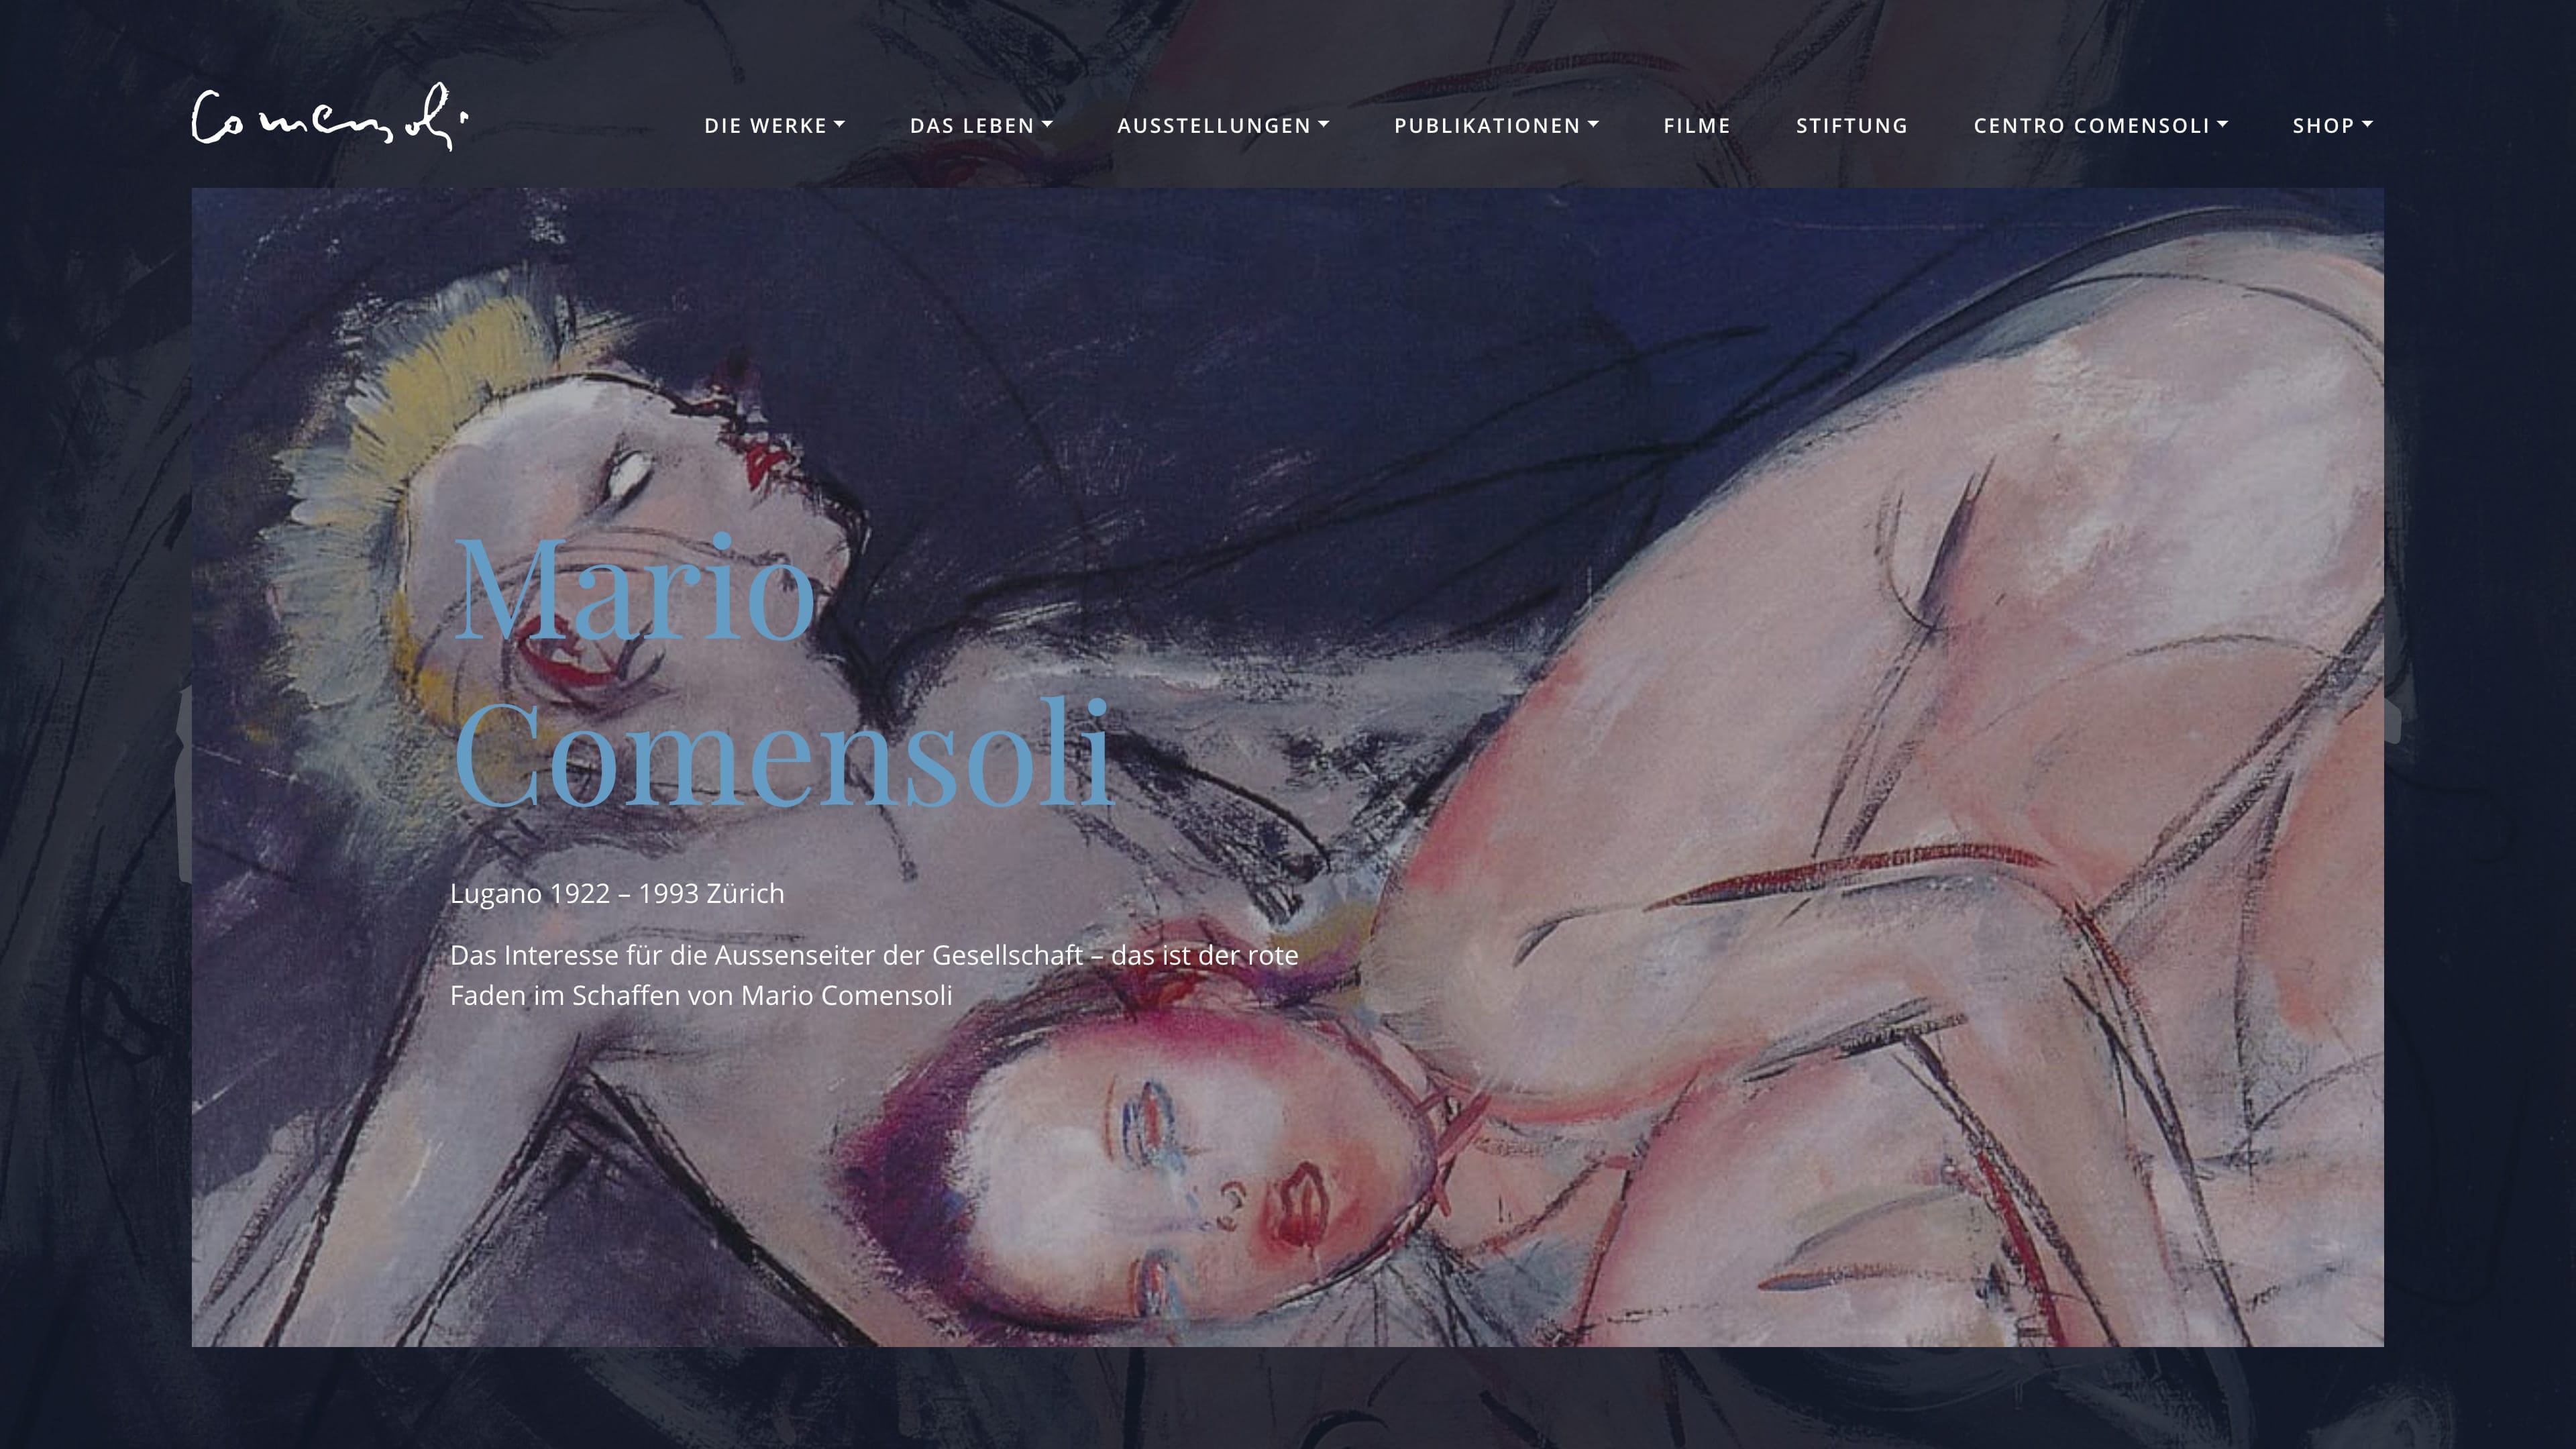 Comensoli
DIE WERKE
DAS LEBEN
AUSSTELLUNGEN
PUBLIKATIONEN
FILME
STIFTUNG
CENTRO COMENSOLI
SHOP
Mario
Comensoli
Lugano 1922 – 1993 Zürich
Das Interesse für die Aussenseiter der Gesellschaft – das ist der rote
Faden im Schaffen von Mario Comensoli